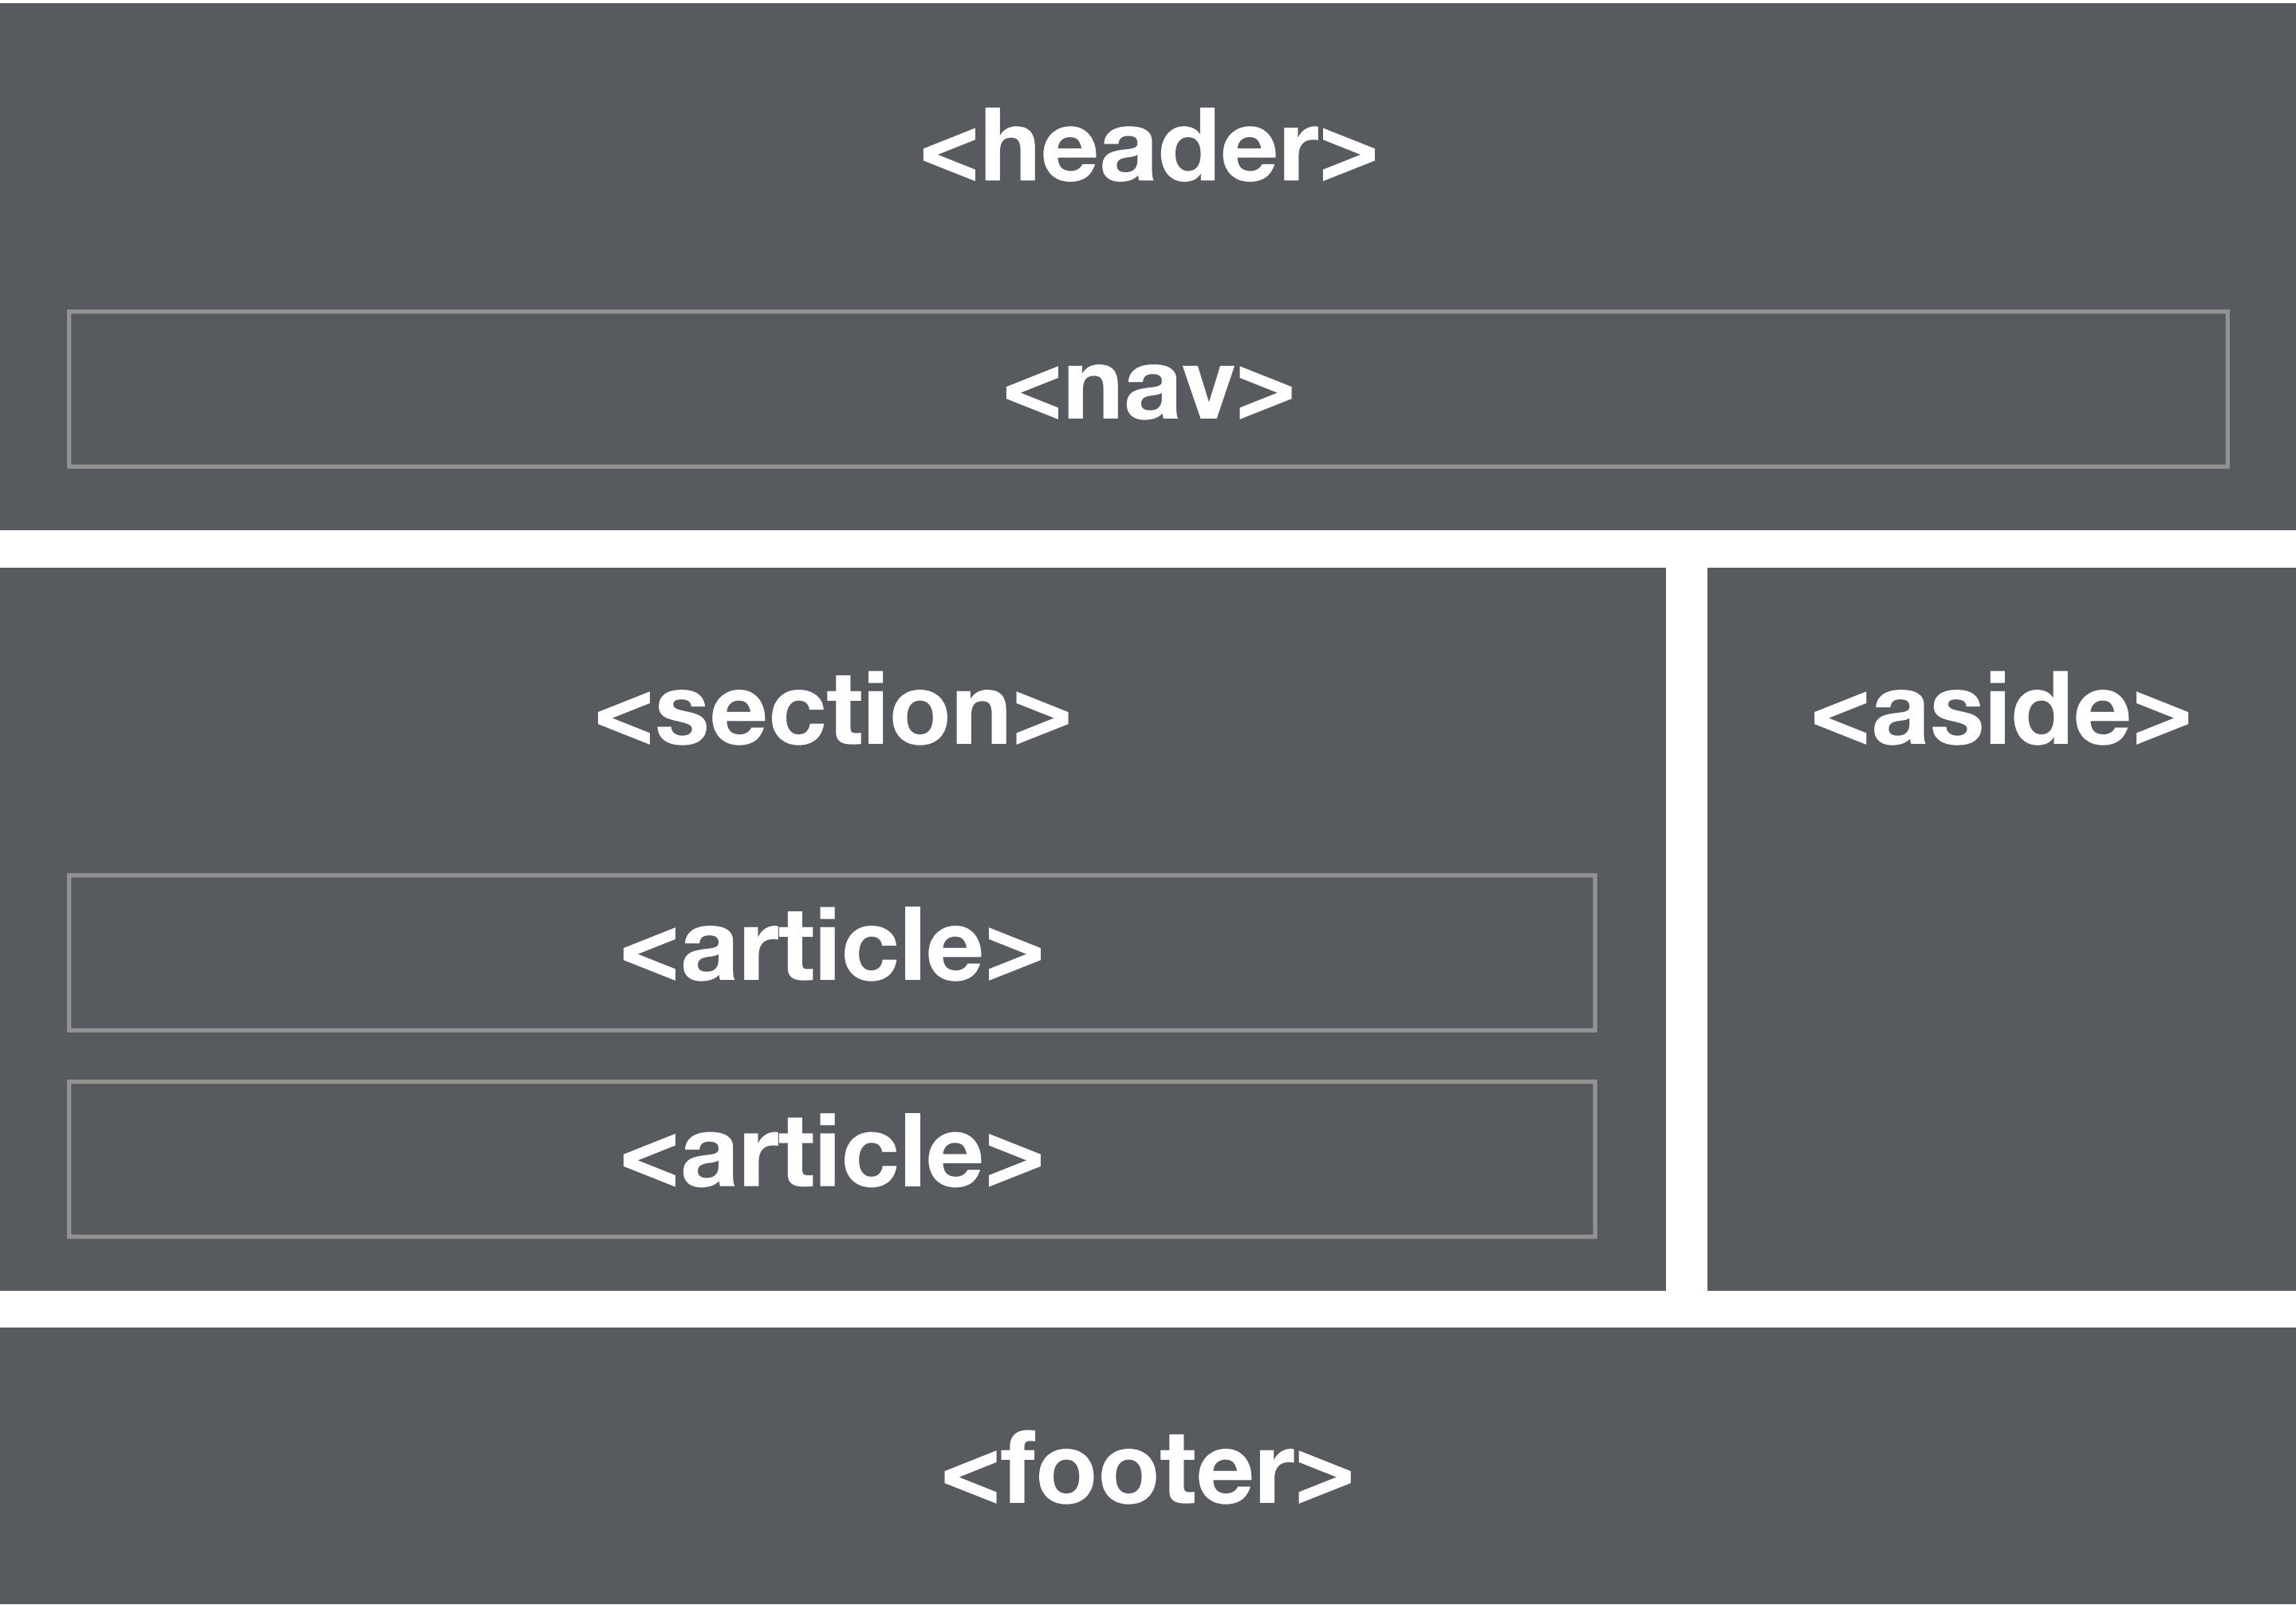 <header>
<nav>
<section>
<aside>
<article>
<article>
<footer>